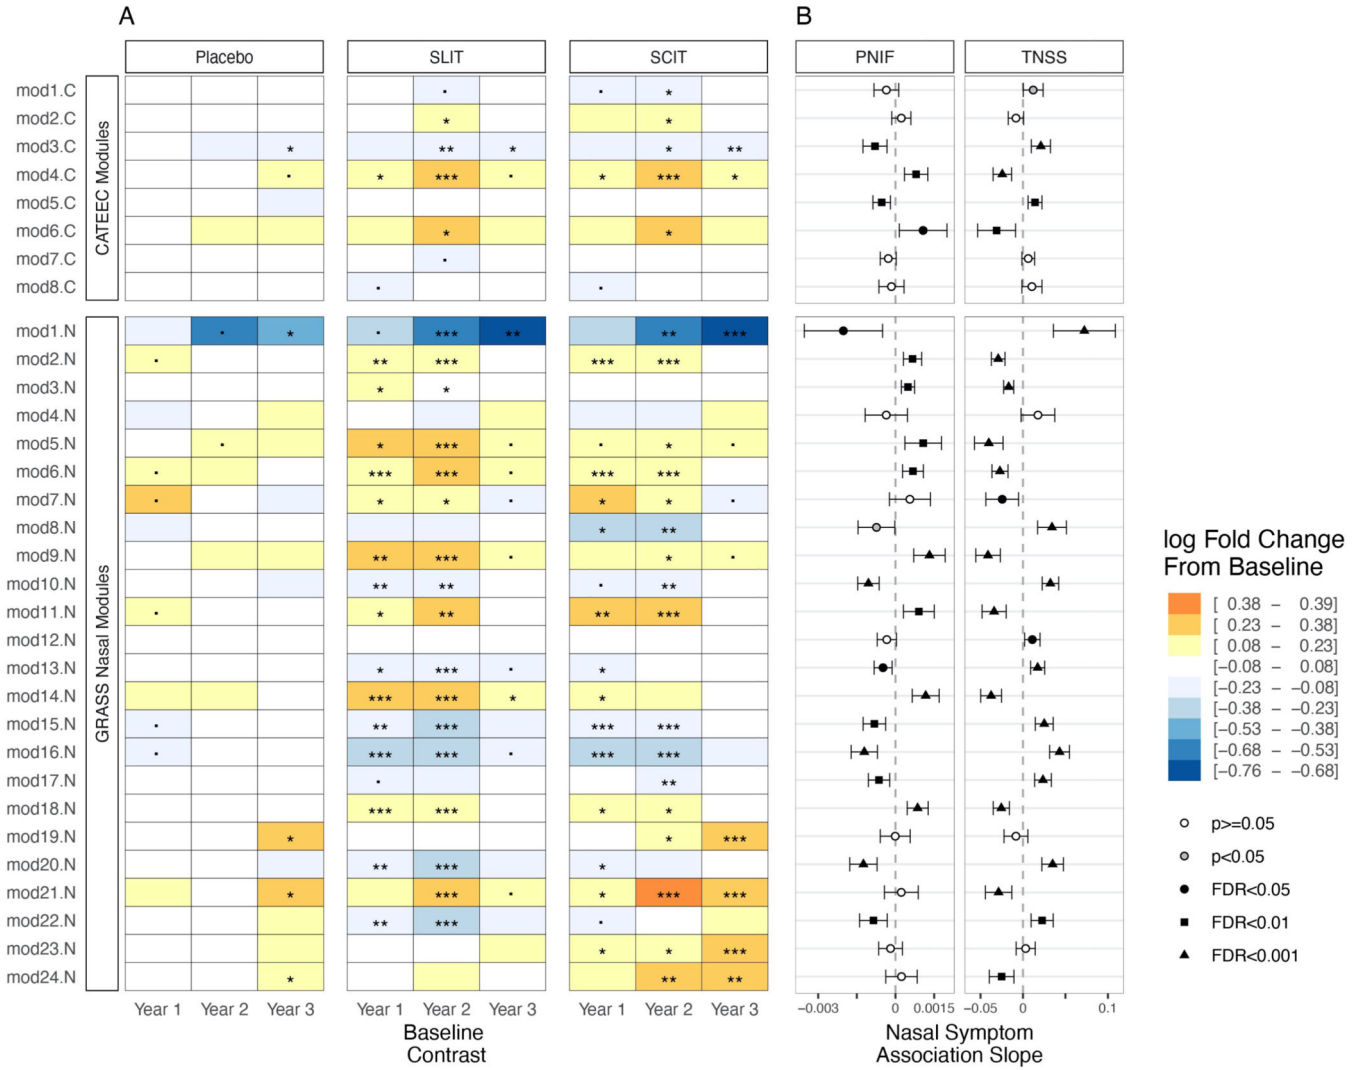 A
B
Placebo
SLIT
SCIT
PNIF
TNSS
CATEEC Modules
mod1.C
mod2.C
mod3.C
mod4.C
mod5.C
mod6.C
mod7.C
mod8.C
GRASS Nasal Modules
mod1.N
mod2.N
mod3.N
mod4.N
mod5.N
mod6.N
mod7.N
mod8.N
mod9.N
mod10.N
mod11.N
mod12.N
mod13.N
mod14.N
mod15.N
mod16.N
mod17.N
mod18.N
mod19.N
mod20.N
mod21.N
mod22.N
mod23.N
mod24.N
Year 1 Year 2 Year 3
Year 1 Year 2 Year 3
Year 1 Year 2 Year 3
Baseline
Contrast
-0.003 0 0.0015
-0.05 0 0.1
Nasal Symptom
Association Slope
log Fold Change
From Baseline
[ 0.38 − 0.39]
[ 0.23 − 0.38]
[ 0.08 − 0.23]
[−0.08 − 0.08]
[−0.23 − −0.08]
[−0.38 − −0.23]
[−0.53 − −0.38]
[−0.68 − −0.53]
[−0.76 − −0.68]
p>=0.05
p<0.05
FDR<0.05
FDR<0.01
FDR<0.001